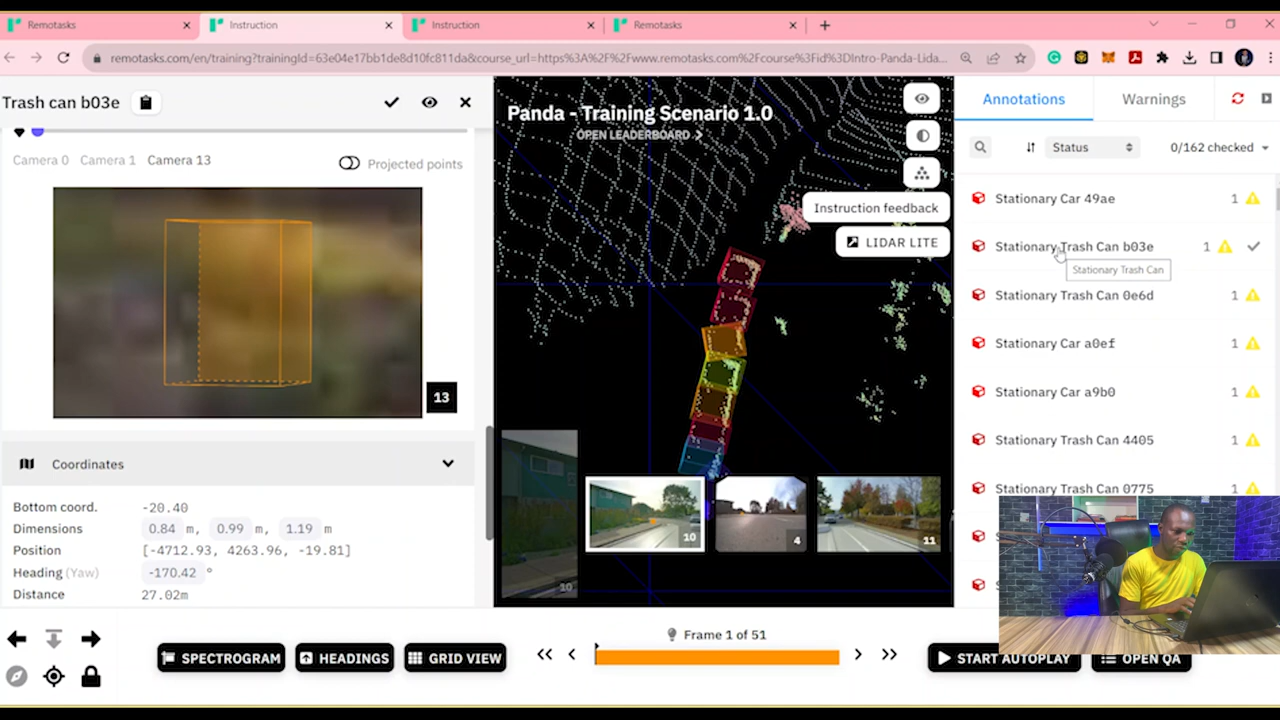 Remotasks
Instruction
Instruction
Remotasks
remotasks.com/en/training?trainingId=63e04e17bb1de8d10fc811da&course_url=https%3A%2F%2Fwww.remotasks.com%2Fcourse%3Fid%3DIntro-Panda-Lida...
Trash can b03e
Camera 0 Camera 1 Camera 13
Projected points
13
Coordinates
Bottom coord. -20.40
Dimensions 0.84 m, 0.99 m, 1.19 m
Position [-4712.93, 4263.96, -19.81]
Heading (Yaw) -170.42 °
Distance 27.02m
Panda - Training Scenario 1.0
OPEN LEADERBOARD
Instruction feedback
LIDAR LITE
10
10
4
11
Annotations Warnings
Status 0/162 checked
Stationary Car 49ae 1
Stationary Trash Can b03e 1
Stationary Trash Can
Stationary Trash Can 0e6d 1
Stationary Car a0ef 1
Stationary Car a9b0 1
Stationary Trash Can 4405 1
Stationary Trash Can 0775 1
SPECTROGRAM
HEADINGS
GRID VIEW
Frame 1 of 51
START AUTOPLAY
OPEN QA